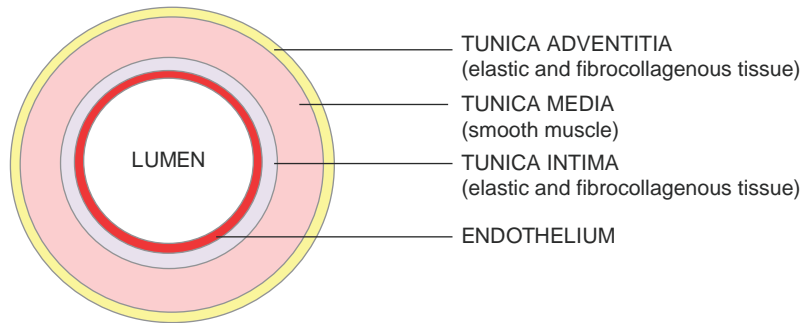 TUNICA ADVENTITIA
(elastic and fibrocollagenous tissue)
TUNICA MEDIA
(smooth muscle)
LUMEN
TUNICA INTIMA
(elastic and fibrocollagenous tissue)
ENDOTHELIUM